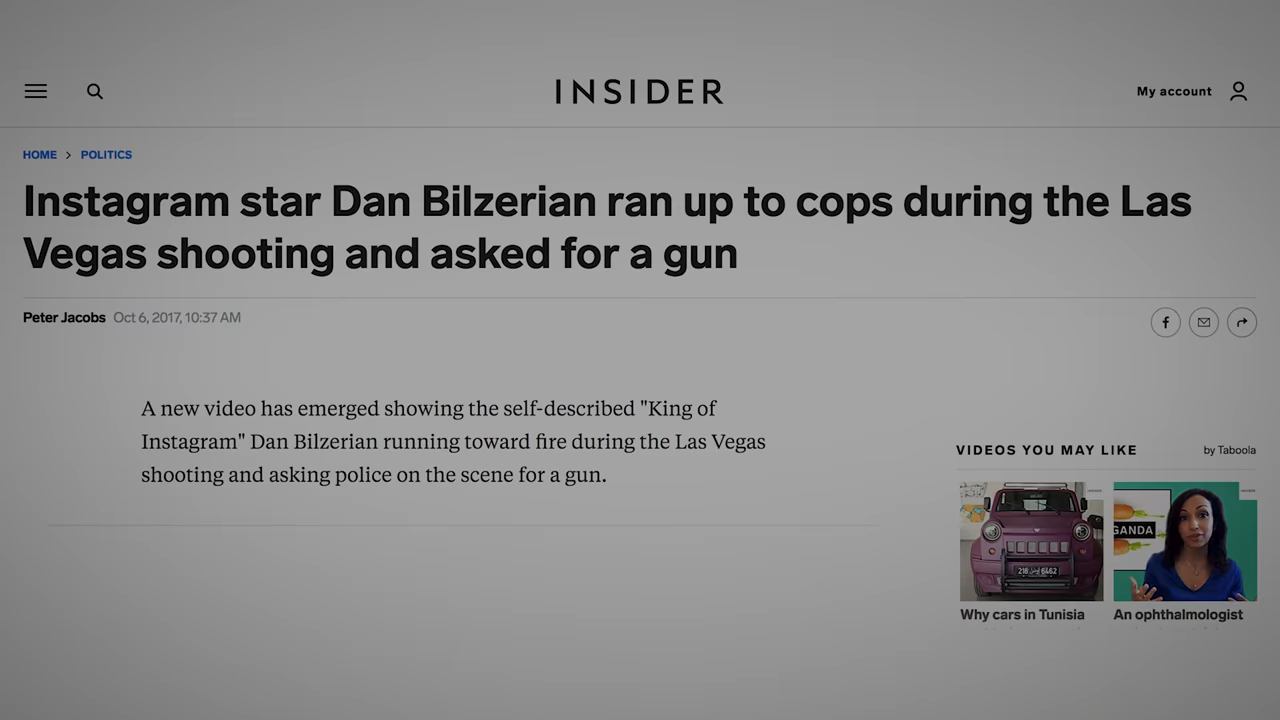 INSIDER
My account
HOME > POLITICS
Instagram star Dan Bilzerian ran up to cops during the Las
Vegas shooting and asked for a gun
Peter Jacobs Oct 6, 2017, 10:37 AM
A new video has emerged showing the self-described "King of
Instagram" Dan Bilzerian running toward fire during the Las Vegas
shooting and asking police on the scene for a gun.
VIDEOS YOU MAY LIKE
by Taboola
GANDA
Why cars in Tunisia
An ophthalmologist